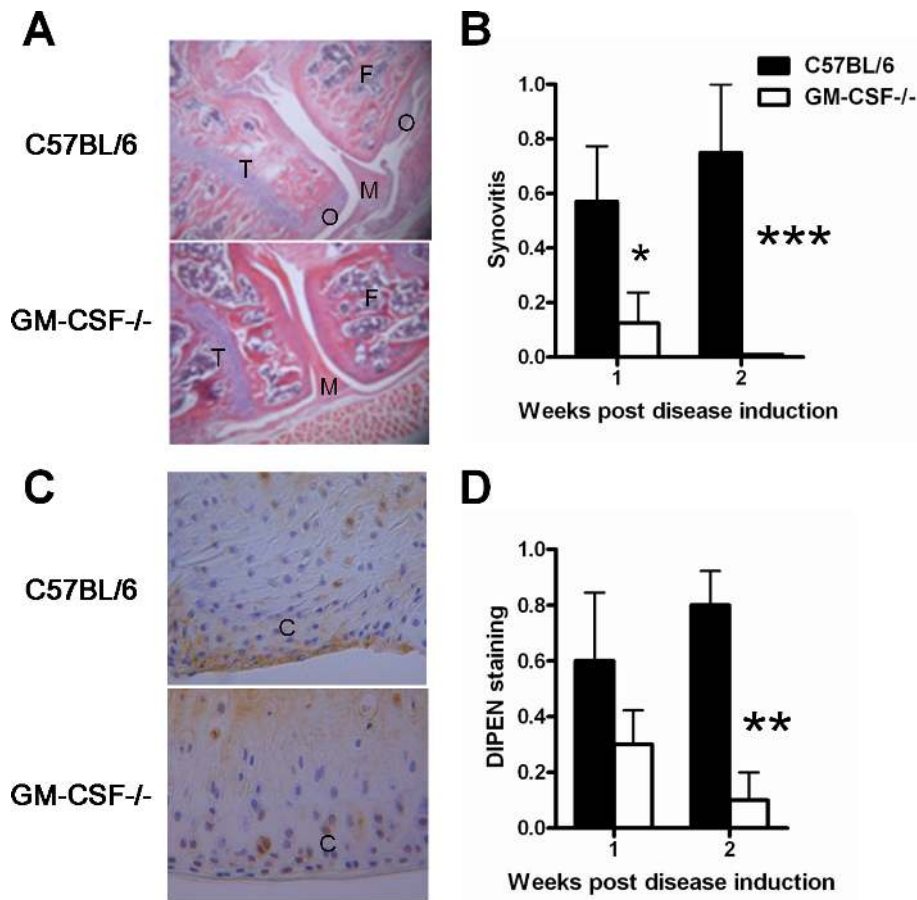 A
C57BL/6
F
O
T
M
O
GM-CSF-/-
F
T
M
B
C57BL/6
GM-CSF-/-
1.0
0.8
0.6
0.4
0.2
0.0
Synovitis
*
***
1
2
Weeks post disease induction
C
C57BL/6
C
GM-CSF-/-
C
D
1.0
0.8
0.6
0.4
0.2
0.0
DIPEN staining
**
1
2
Weeks post disease induction